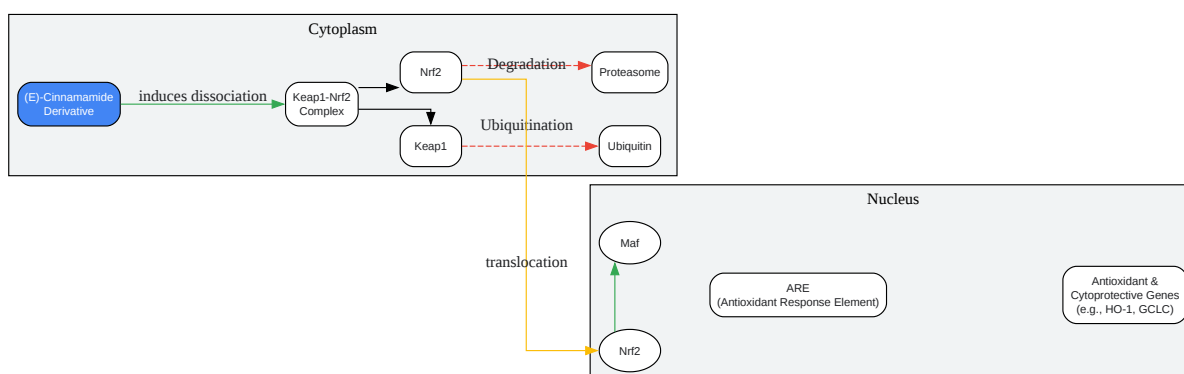 Cytoplasm
(E)-Cinnamamide
Derivative
induces dissociation
Keap1-Nrf2
Complex
Nrf2
Degradation
Proteasome
Keap1
Ubiquitination
Ubiquitin
translocation
Nucleus
Maf
Nrf2
ARE
(Antioxidant Response Element)
Antioxidant &
Cytoprotective Genes
(e.g., HO-1, GCLC)